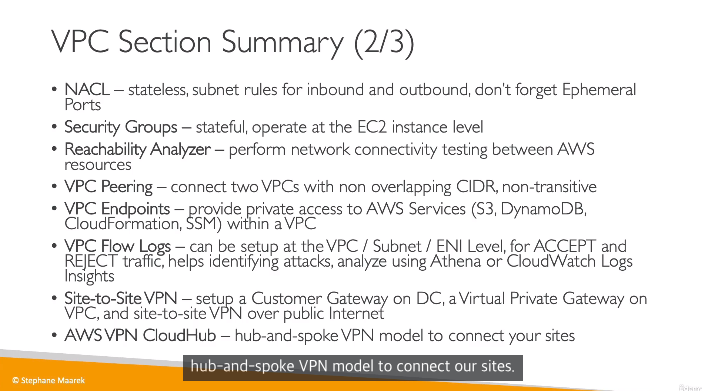 VPC Section Summary (2/3)
• NACL – stateless, subnet rules for inbound and outbound, don't forget Ephemeral
Ports
• Security Groups – stateful, operate at the EC2 instance level
• Reachability Analyzer – perform network connectivity testing between AWS
resources
• VPC Peering – connect two VPCs with non overlapping CIDR, non-transitive
• VPC Endpoints – provide private access to AWS Services (S3, DynamoDB,
CloudFormation, SSM) within a VPC
• VPC Flow Logs – can be setup at the VPC / Subnet / ENI Level, for ACCEPT and
REJECT traffic, helps identifying attacks, analyze using Athena or CloudWatch Logs
Insights
• Site-to-Site VPN – setup a Customer Gateway on DC, a Virtual Private Gateway on
VPC, and site-to-site VPN over public Internet
• AWS VPN CloudHub – hub-and-spoke VPN model to connect your sites
hub-and-spoke VPN model to connect our sites.
© Stephane Maarek